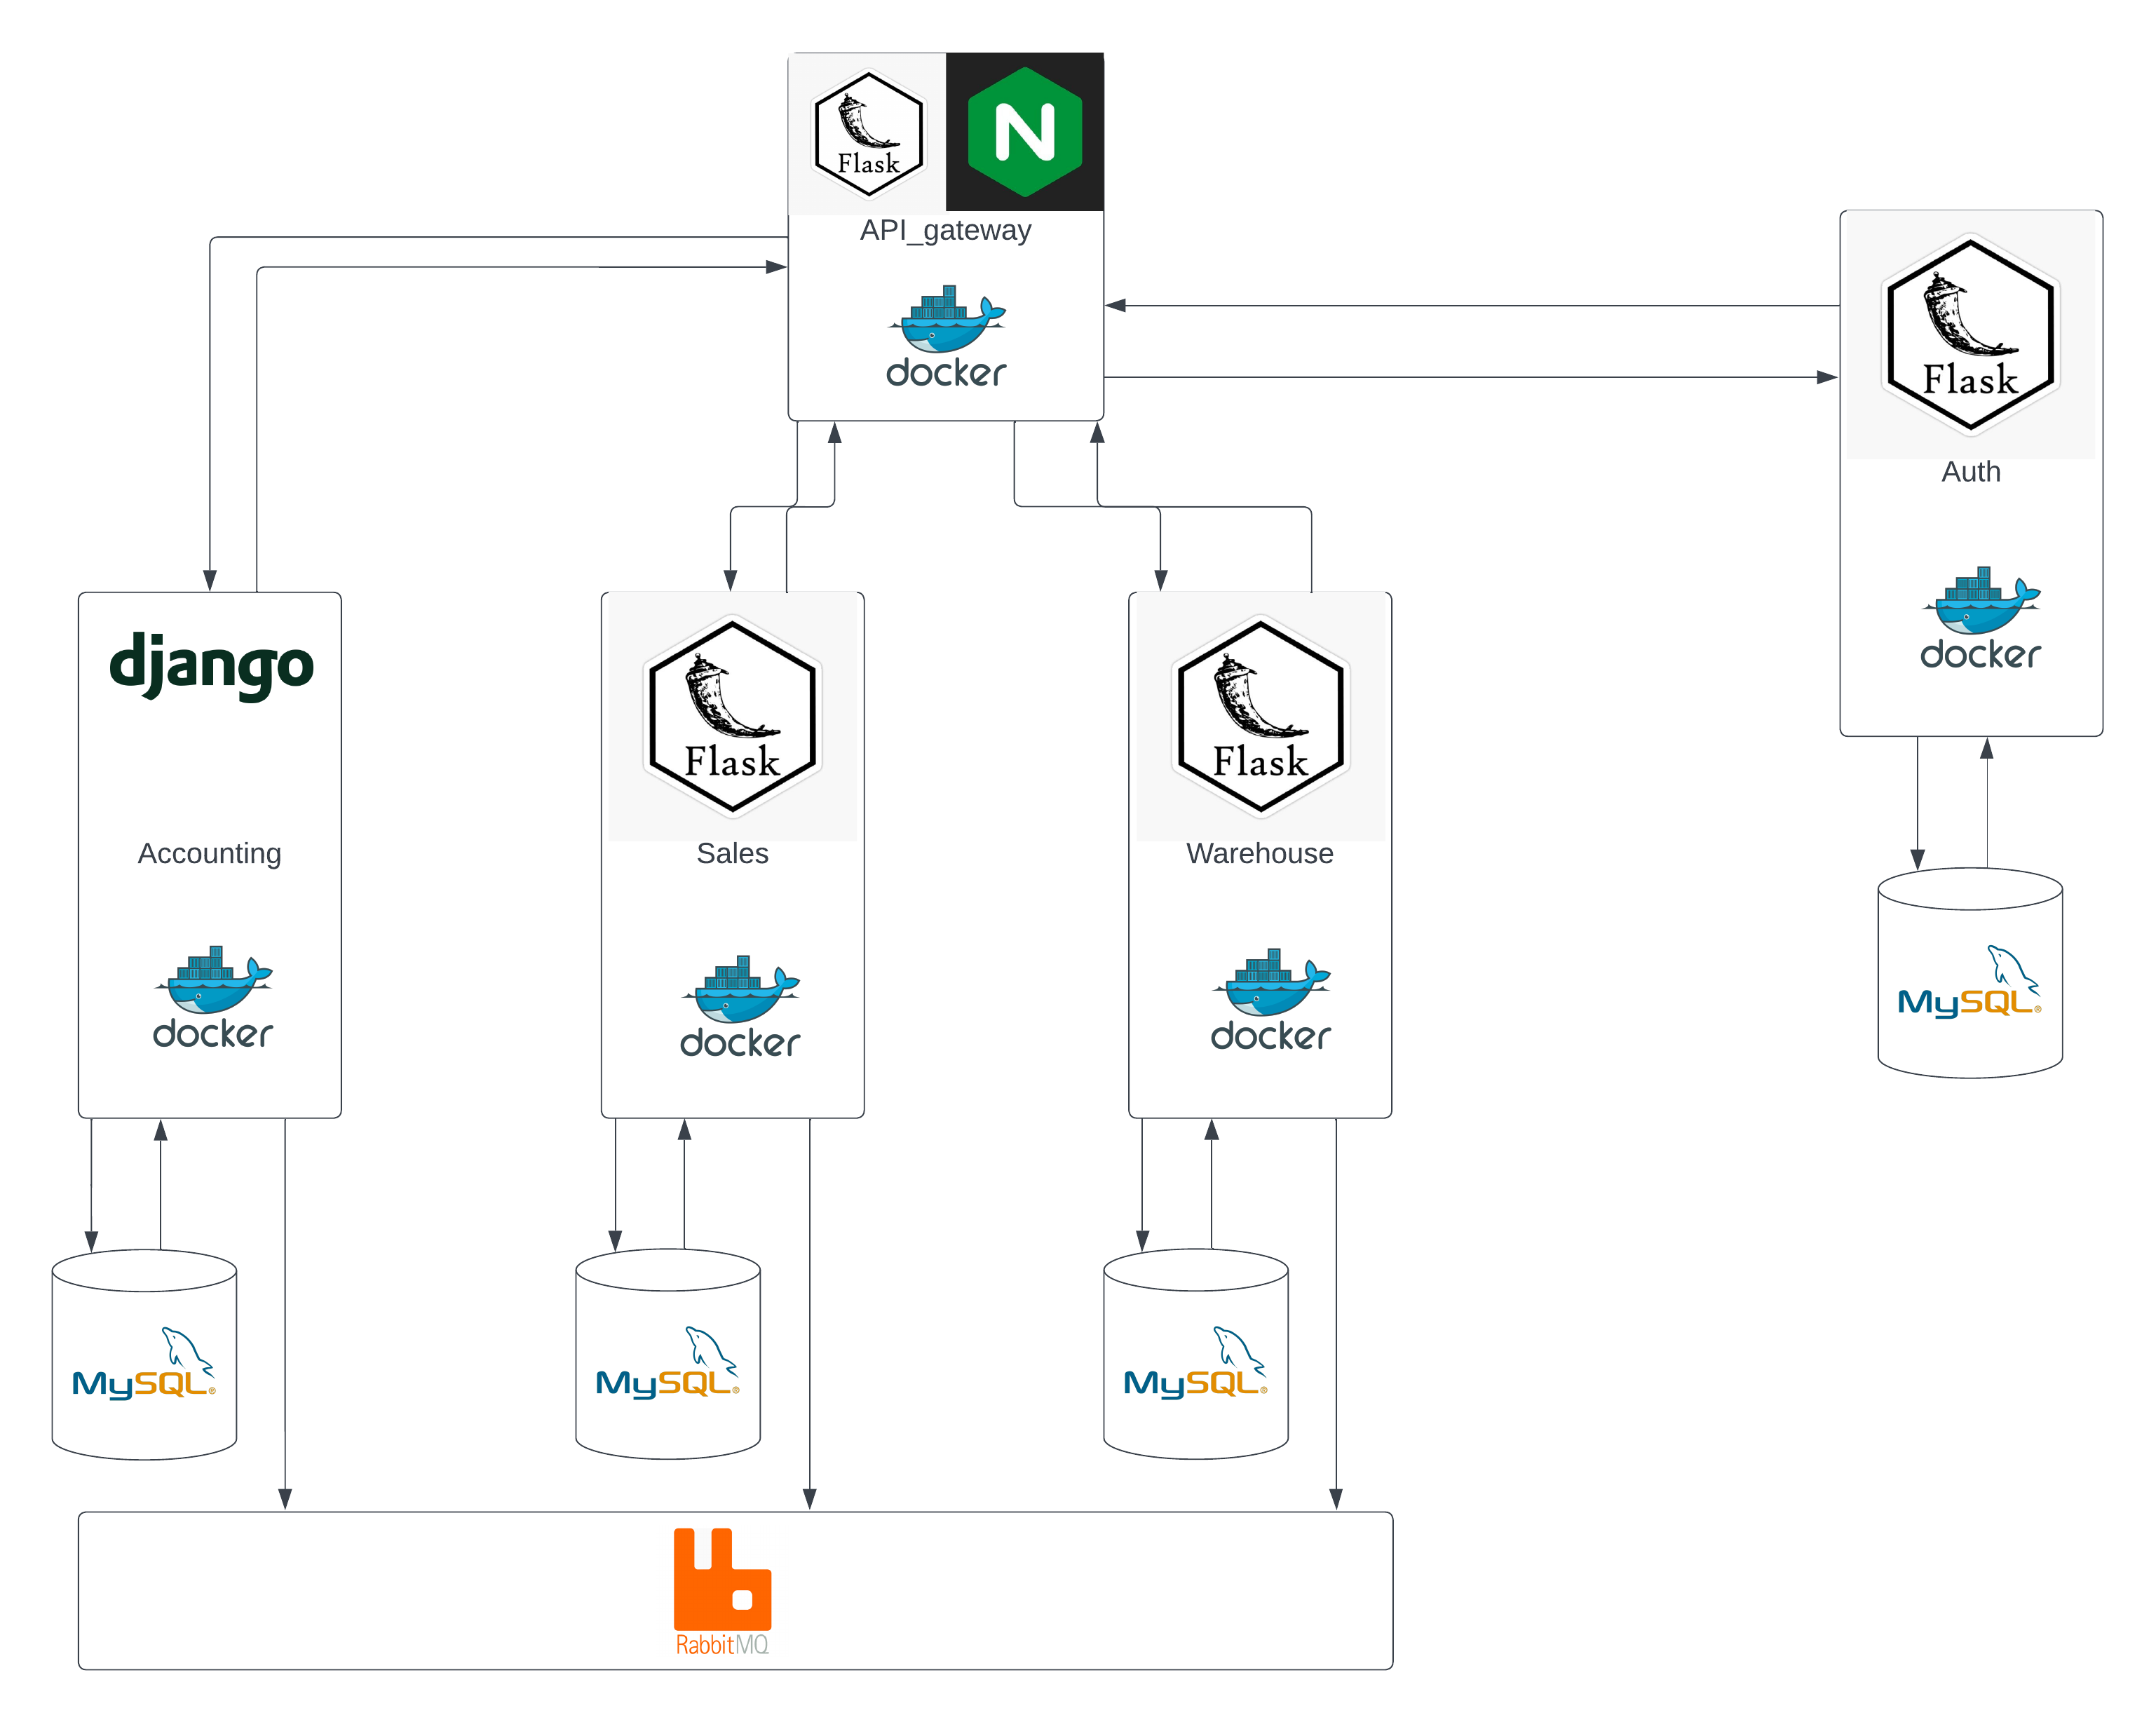 Flask
N
API_gateway
docker
Flask
Auth
docker
django
Accounting
docker
Flask
Sales
docker
Flask
Warehouse
docker
MySQL®
MySQL®
MySQL®
MySQL®
RabbitMQ